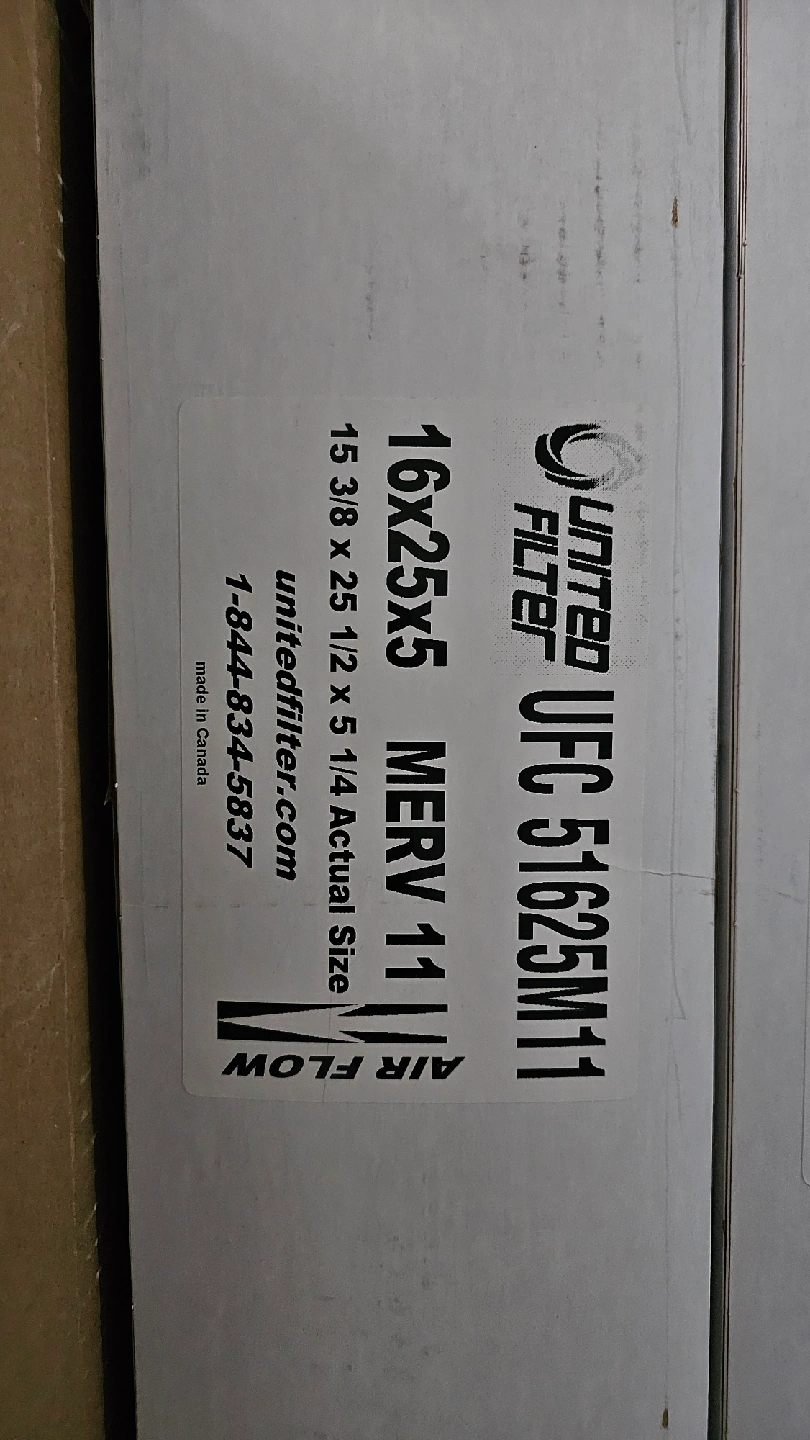 UNITED
FILTER
UFC 51625M11
16x25x5 MERV 11
15 3/8 x 25 1/2 x 5 1/4 Actual Size
unitedfilter.com
1-844-834-5837
made in Canada
AIR FLOW